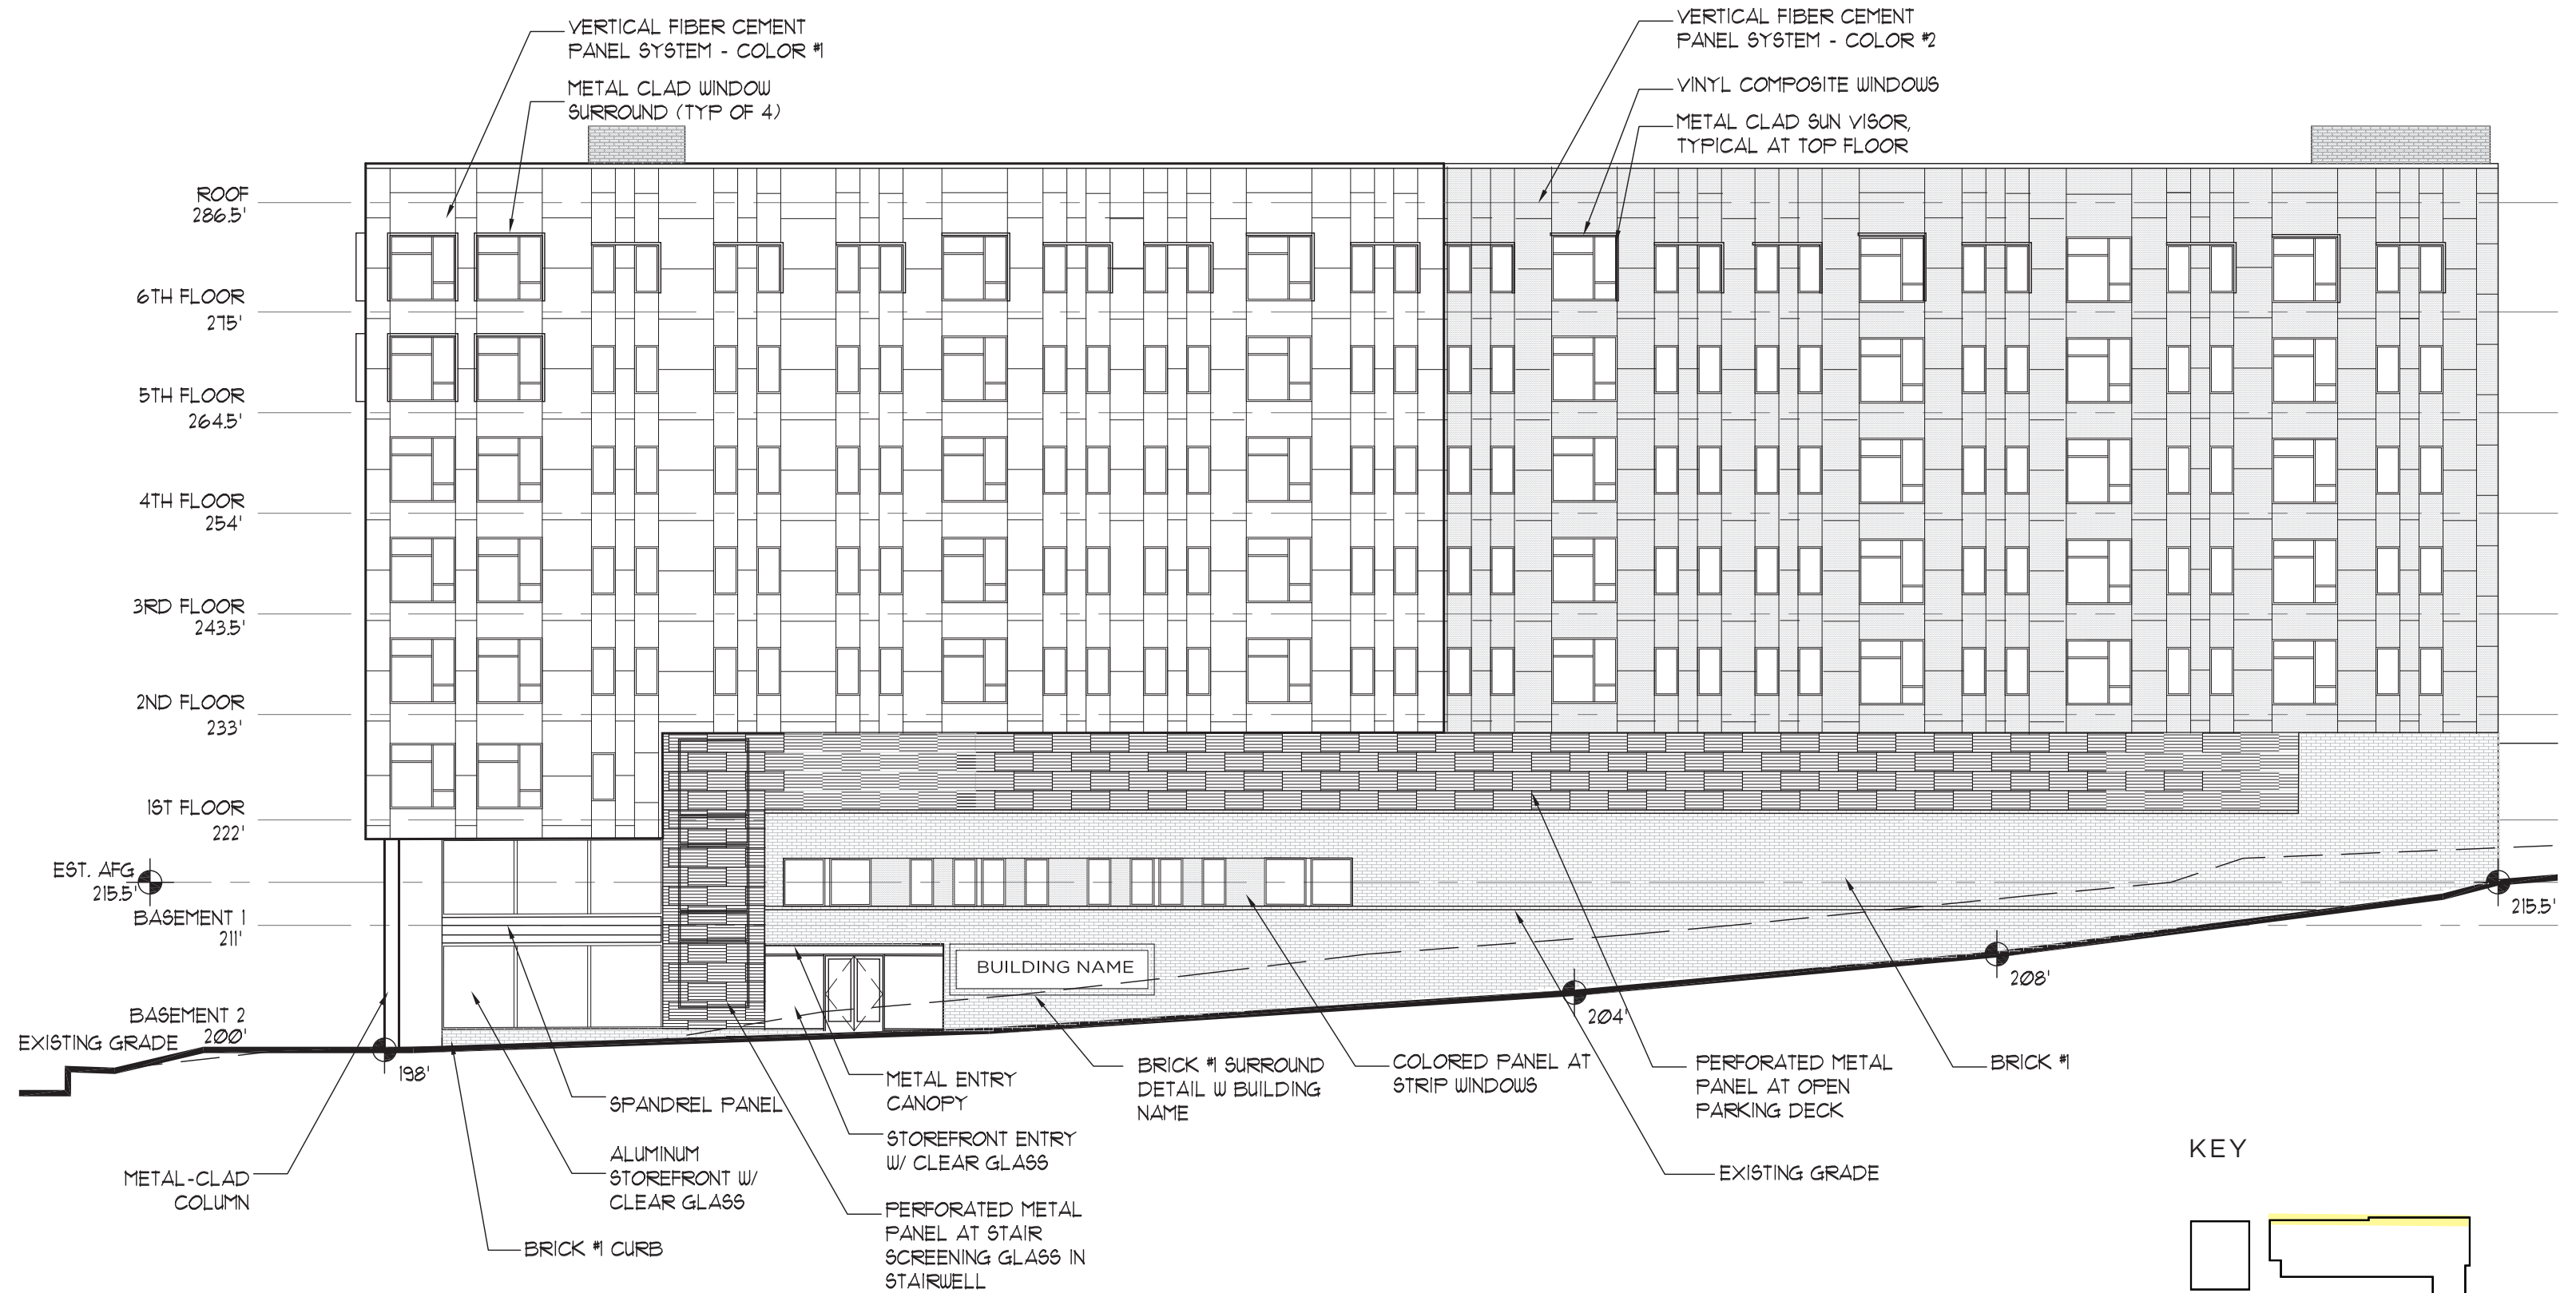 VERTICAL FIBER CEMENT
PANEL SYSTEM - COLOR #1
METAL CLAD WINDOW
SURROUND (TYP OF 4)
VERTICAL FIBER CEMENT
PANEL SYSTEM - COLOR #2
VINYL COMPOSITE WINDOWS
METAL CLAD SUN VISOR,
TYPICAL AT TOP FLOOR
ROOF
286.5'
6TH FLOOR
275'
5TH FLOOR
264.5'
4TH FLOOR
254'
3RD FLOOR
243.5'
2ND FLOOR
233'
1ST FLOOR
222'
EST. AFG
215.5'
BASEMENT 1
211'
BASEMENT 2
200'
EXISTING GRADE
198'
BUILDING NAME
204'
208'
215.5'
METAL-CLAD
COLUMN
SPANDREL PANEL
ALUMINUM
STOREFRONT W/
CLEAR GLASS
BRICK #1 CURB
METAL ENTRY
CANOPY
STOREFRONT ENTRY
W/ CLEAR GLASS
PERFORATED METAL
PANEL AT STAIR
SCREENING GLASS IN
STAIRWELL
BRICK #1 SURROUND
DETAIL W BUILDING
NAME
COLORED PANEL AT
STRIP WINDOWS
PERFORATED METAL
PANEL AT OPEN
PARKING DECK
EXISTING GRADE
BRICK #1
KEY